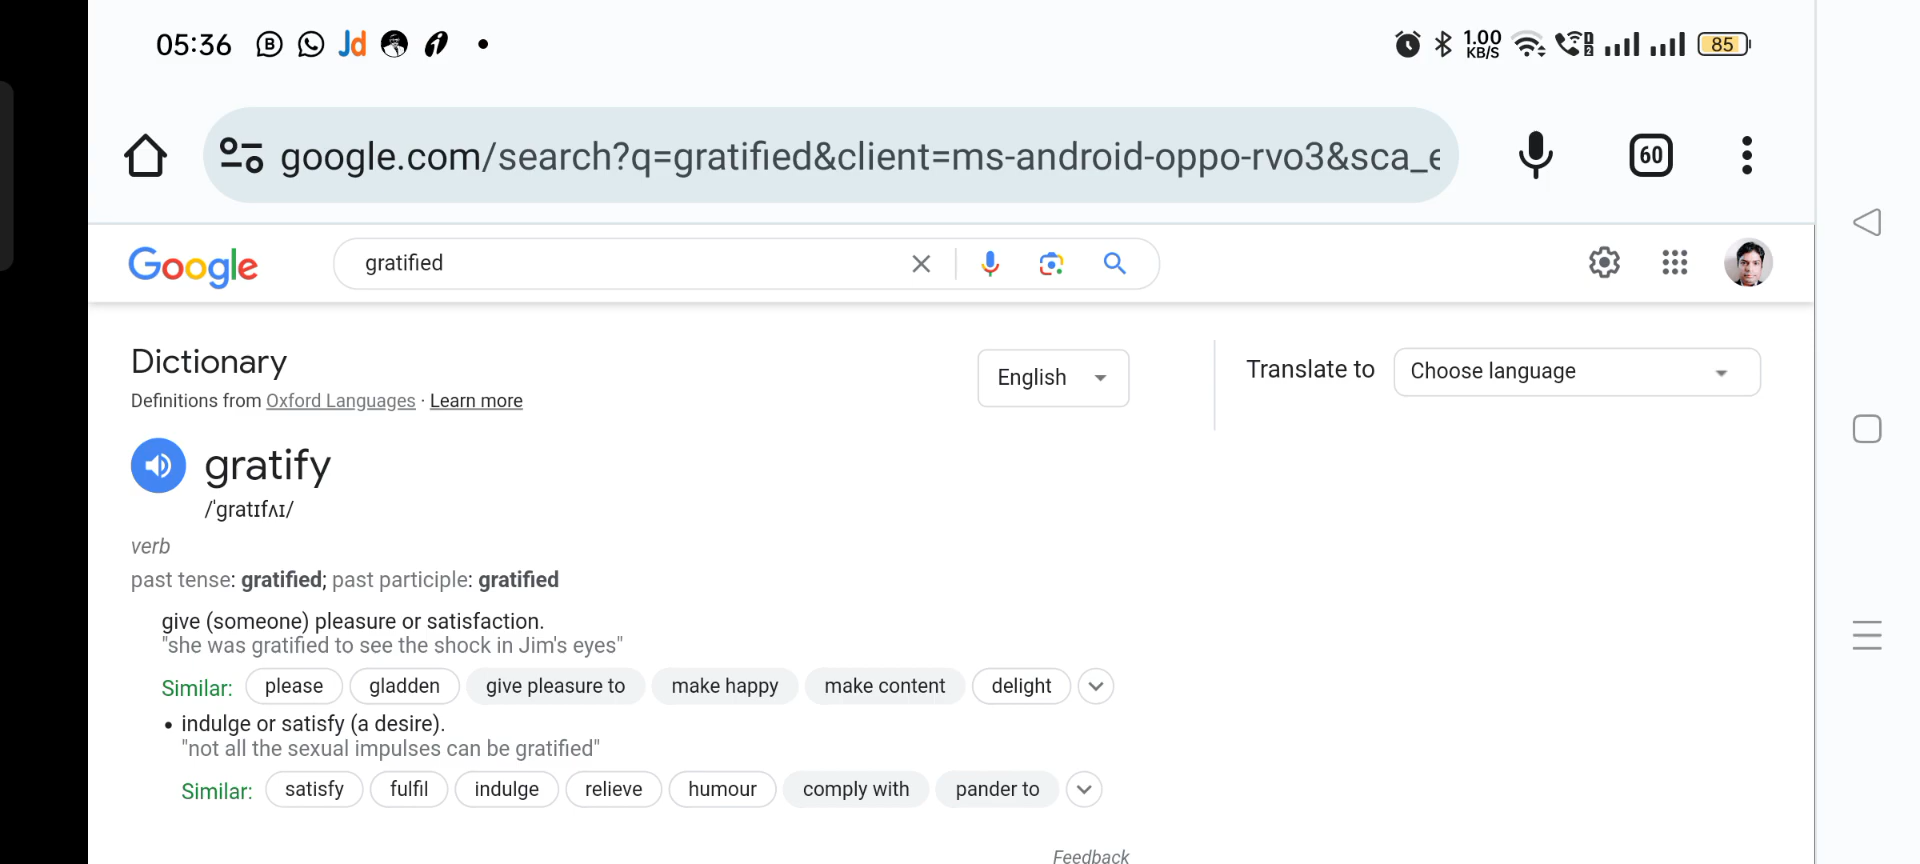 05:36 B Jd 1.00 KB/S 1 2 85
google.com/search?q=gratified&client=ms-android-oppo-rvo3&sca_e
60
Google
gratified
Dictionary
Definitions from Oxford Languages · Learn more
English
Translate to
Choose language
gratify
/ˈɡratɪfʌɪ/
verb
past tense: gratified; past participle: gratified
give (someone) pleasure or satisfaction.
"she was gratified to see the shock in Jim's eyes"
Similar: please gladden give pleasure to make happy make content delight
• indulge or satisfy (a desire).
"not all the sexual impulses can be gratified"
Similar: satisfy fulfil indulge relieve humour comply with pander to
Feedback